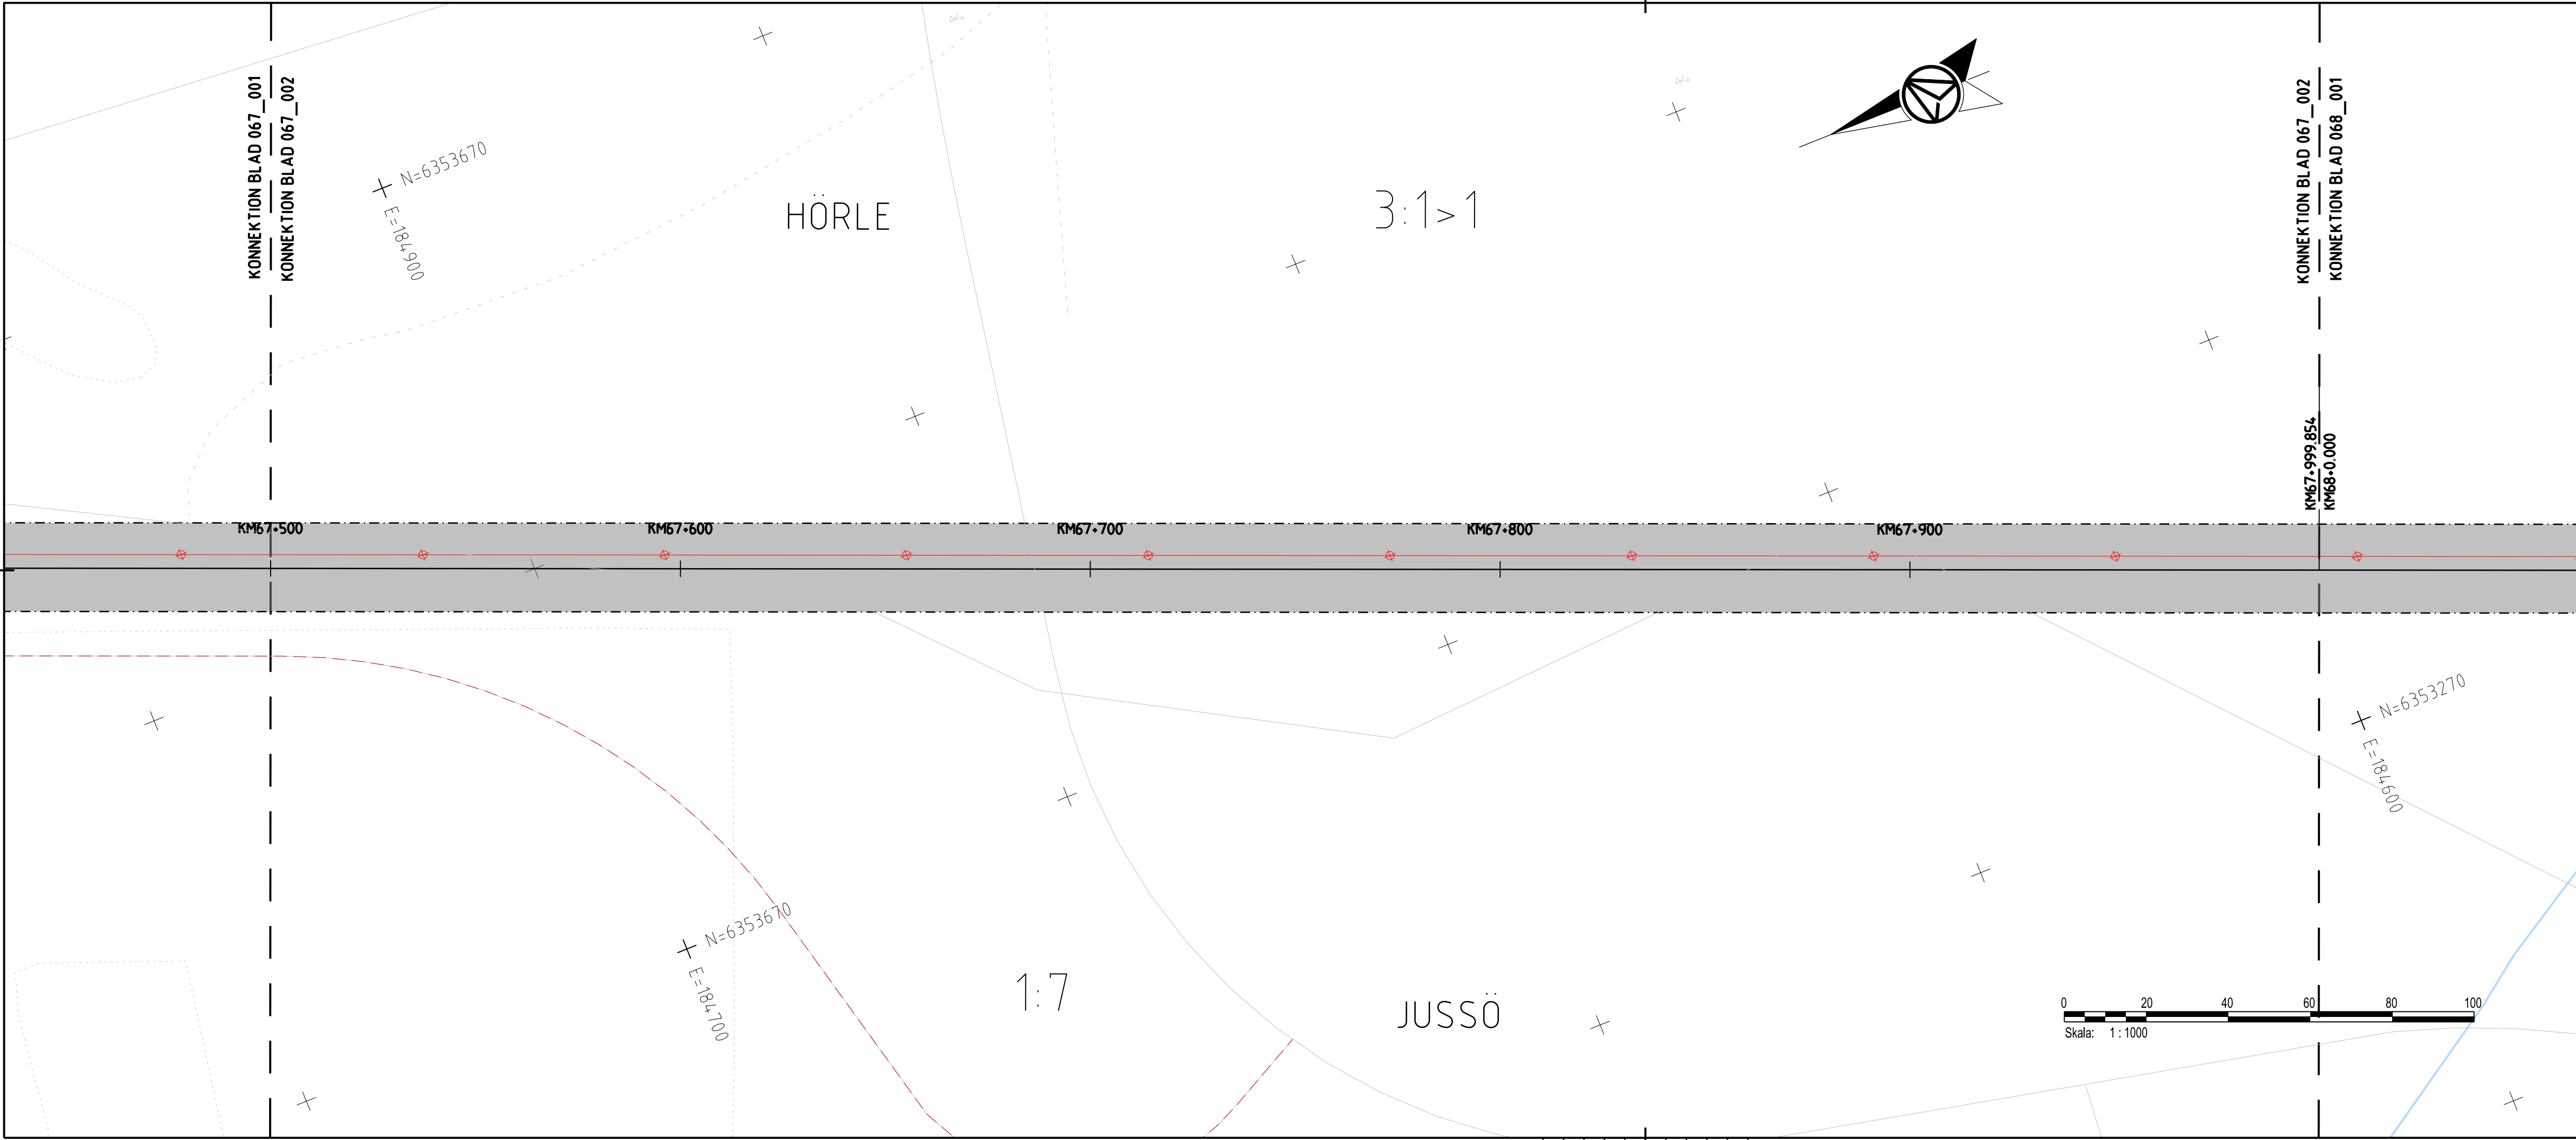 KONNEKTION BLAD 067_001
KONNEKTION BLAD 067_002
N=6353670
E=184900
HÖRLE
3:1>1
KONNEKTION BLAD 067_002
KONNEKTION BLAD 068_001
KM67+999.854
KM68+0.000
KM67+500
KM67+600
KM67+700
KM67+800
KM67+900
N=6353270
E=184600
N=6353670
E=184700
1:7
JUSSÖ
0 20 40 60 80 100
Skala: 1 : 1000